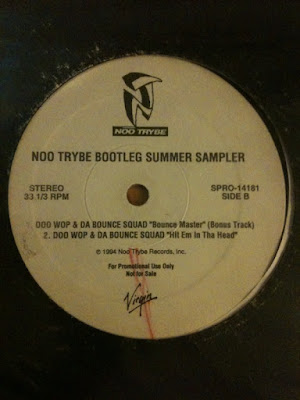 NOO TRYBE
NOO TRYBE BOOTLEG SUMMER SAMPLER
STEREO
33 1/3 RPM
SPRO-14181
SIDE B
1. DOO WOP & DA BOUNCE SQUAD "Bounce Master" (Bonus Track)
2. DOO WOP & DA BOUNCE SQUAD "Hit Em In Tha Head"
© 1994 Noo Trybe Records, Inc.
For Promotional Use Only
Not for Sale
Virgin